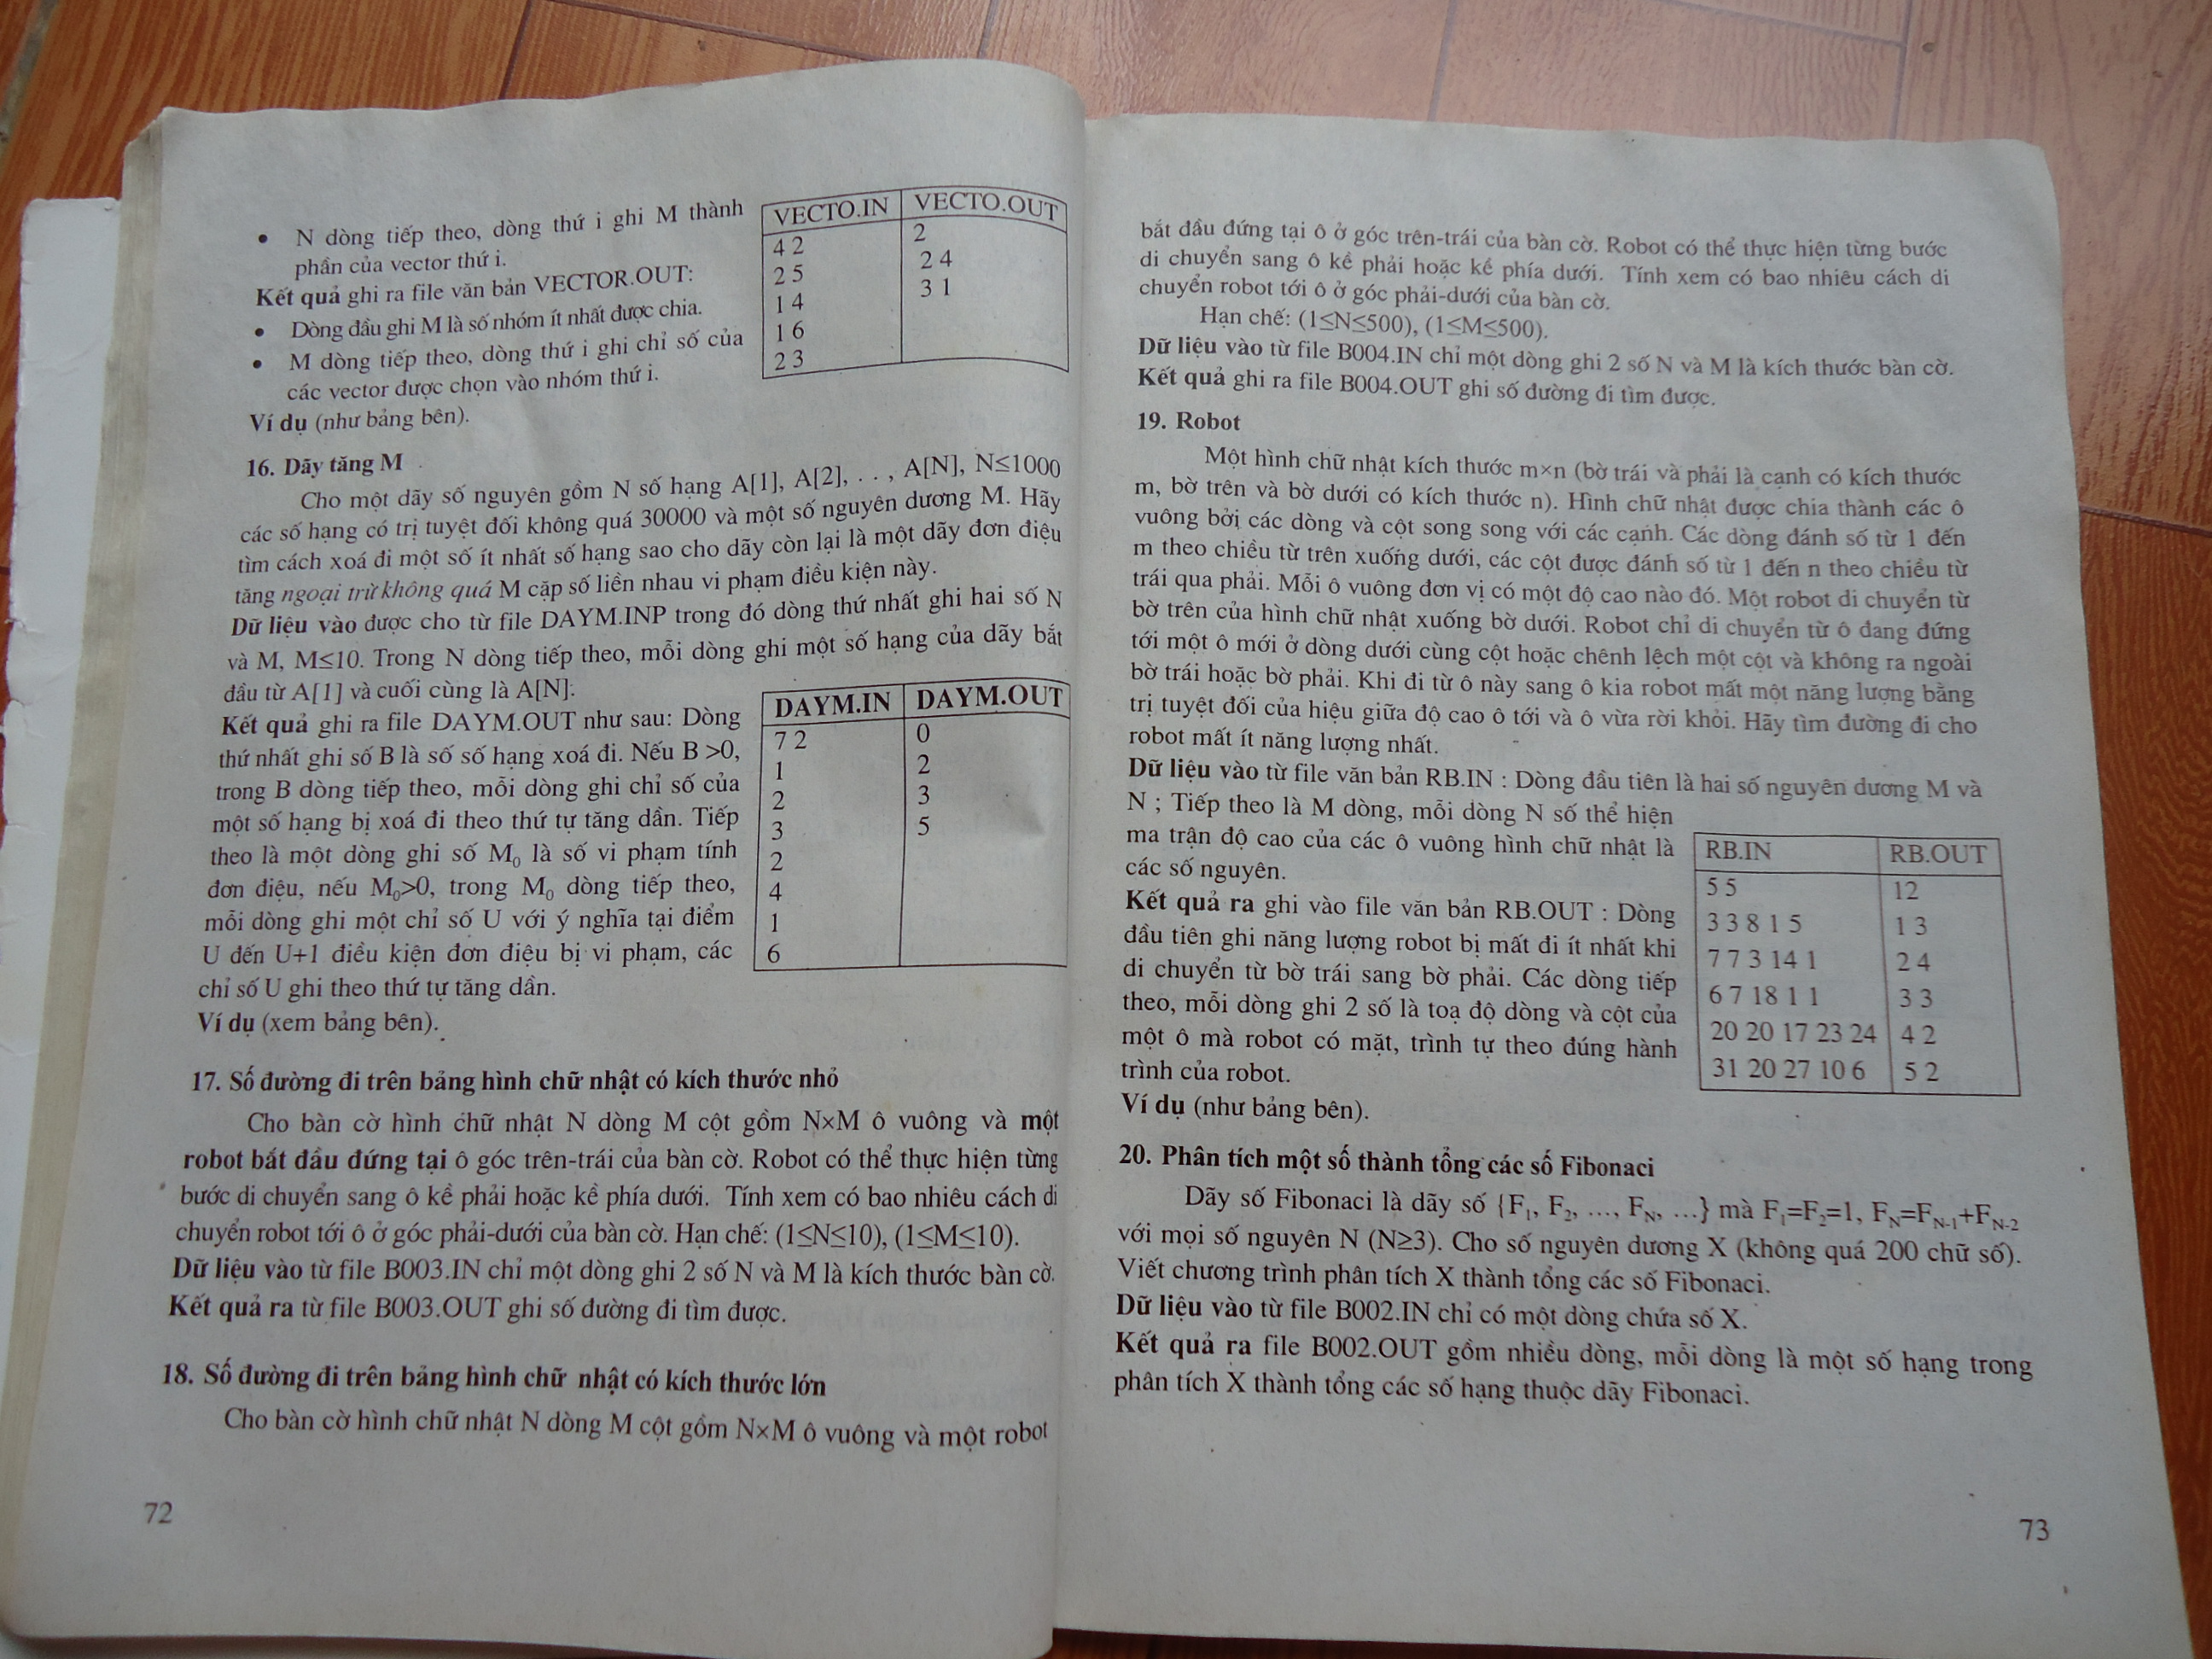 • N dòng tiếp theo, dòng thứ i ghi M thành
phần của vector thứ i.
Kết quả ghi ra file văn bản VECTOR.OUT:
• Dòng đầu ghi M là số nhóm ít nhất được chia.
• M dòng tiếp theo, dòng thứ i ghi chỉ số của
các vector được chọn vào nhóm thứ i.
Ví dụ (như bảng bên).
VECTO.IN VECTO.OUT
4 2 2
2 5 2 4
1 4 3 1
1 6
2 3
16. Dãy tăng M
Cho một dãy số nguyên gồm N số hạng A[1], A[2], . . , A[N], N≤1000
các số hạng có trị tuyệt đối không quá 30000 và một số nguyên dương M. Hãy
tìm cách xoá đi một số ít nhất số hạng sao cho dãy còn lại là một dãy đơn điệu
tăng ngoại trừ không quá M cặp số liền nhau vi phạm điều kiện này.
Dữ liệu vào được cho từ file DAYM.INP trong đó dòng thứ nhất ghi hai số N
và M, M≤10. Trong N dòng tiếp theo, mỗi dòng ghi một số hạng của dãy bắt
đầu từ A[1] và cuối cùng là A[N].
Kết quả ghi ra file DAYM.OUT như sau: Dòng
thứ nhất ghi số B là số số hạng xoá đi. Nếu B >0,
trong B dòng tiếp theo, mỗi dòng ghi chỉ số của
một số hạng bị xoá đi theo thứ tự tăng dần. Tiếp
theo là một dòng ghi số M₀ là số vi phạm tính
đơn điệu, nếu M₀>0, trong M₀ dòng tiếp theo,
mỗi dòng ghi một chỉ số U với ý nghĩa tại điểm
U đến U+1 điều kiện đơn điệu bị vi phạm, các
chỉ số U ghi theo thứ tự tăng dần.
Ví dụ (xem bảng bên).
DAYM.IN DAYM.OUT
7 2 0
1 2
2 3
3 5
2
4
1
6
17. Số đường đi trên bảng hình chữ nhật có kích thước nhỏ
Cho bàn cờ hình chữ nhật N dòng M cột gồm N×M ô vuông và một
robot bắt đầu đứng tại ô góc trên-trái của bàn cờ. Robot có thể thực hiện từng
bước di chuyển sang ô kề phải hoặc kề phía dưới. Tính xem có bao nhiêu cách di
chuyển robot tới ô ở góc phải-dưới của bàn cờ. Hạn chế: (1≤N≤10), (1≤M≤10).
Dữ liệu vào từ file B003.IN chỉ một dòng ghi 2 số N và M là kích thước bàn cờ.
Kết quả ra từ file B003.OUT ghi số đường đi tìm được.
18. Số đường đi trên bảng hình chữ nhật có kích thước lớn
Cho bàn cờ hình chữ nhật N dòng M cột gồm N×M ô vuông và một robot
72
bắt đầu đứng tại ô ở góc trên-trái của bàn cờ. Robot có thể thực hiện từng bước
di chuyển sang ô kề phải hoặc kề phía dưới. Tính xem có bao nhiêu cách di
chuyển robot tới ô ở góc phải-dưới của bàn cờ.
Hạn chế: (1≤N≤500), (1≤M≤500).
Dữ liệu vào từ file B004.IN chỉ một dòng ghi 2 số N và M là kích thước bàn cờ.
Kết quả ghi ra file B004.OUT ghi số đường đi tìm được.
19. Robot
Một hình chữ nhật kích thước m×n (bờ trái và phải là cạnh có kích thước
m, bờ trên và bờ dưới có kích thước n). Hình chữ nhật được chia thành các ô
vuông bởi các dòng và cột song song với các cạnh. Các dòng đánh số từ 1 đến
m theo chiều từ trên xuống dưới, các cột được đánh số từ 1 đến n theo chiều từ
trái qua phải. Mỗi ô vuông đơn vị có một độ cao nào đó. Một robot di chuyển từ
bờ trên của hình chữ nhật xuống bờ dưới. Robot chỉ di chuyển từ ô đang đứng
tới một ô mới ở dòng dưới cùng cột hoặc chênh lệch một cột và không ra ngoài
bờ trái hoặc bờ phải. Khi đi từ ô này sang ô kia robot mất một năng lượng bằng
trị tuyệt đối của hiệu giữa độ cao ô tới và ô vừa rời khỏi. Hãy tìm đường đi cho
robot mất ít năng lượng nhất.
Dữ liệu vào từ file văn bản RB.IN : Dòng đầu tiên là hai số nguyên dương M và
N ; Tiếp theo là M dòng, mỗi dòng N số thể hiện
ma trận độ cao của các ô vuông hình chữ nhật là
các số nguyên.
Kết quả ra ghi vào file văn bản RB.OUT : Dòng
đầu tiên ghi năng lượng robot bị mất đi ít nhất khi
di chuyển từ bờ trái sang bờ phải. Các dòng tiếp
theo, mỗi dòng ghi 2 số là toạ độ dòng và cột của
một ô mà robot có mặt, trình tự theo đúng hành
trình của robot.
Ví dụ (như bảng bên).
RB.IN RB.OUT
5 5 12
3 3 8 1 5 1 3
7 7 3 14 1 2 4
6 7 18 1 1 3 3
20 20 17 23 24 4 2
31 20 27 10 6 5 2
20. Phân tích một số thành tổng các số Fibonaci
Dãy số Fibonaci là dãy số {F₁, F₂, ..., F_N, ...} mà F₁=F₂=1, F_N=F_N-1+F_N-2
với mọi số nguyên N (N≥3). Cho số nguyên dương X (không quá 200 chữ số).
Viết chương trình phân tích X thành tổng các số Fibonaci.
Dữ liệu vào từ file B002.IN chỉ có một dòng chứa số X.
Kết quả ra file B002.OUT gồm nhiều dòng, mỗi dòng là một số hạng trong
phân tích X thành tổng các số hạng thuộc dãy Fibonaci.
73